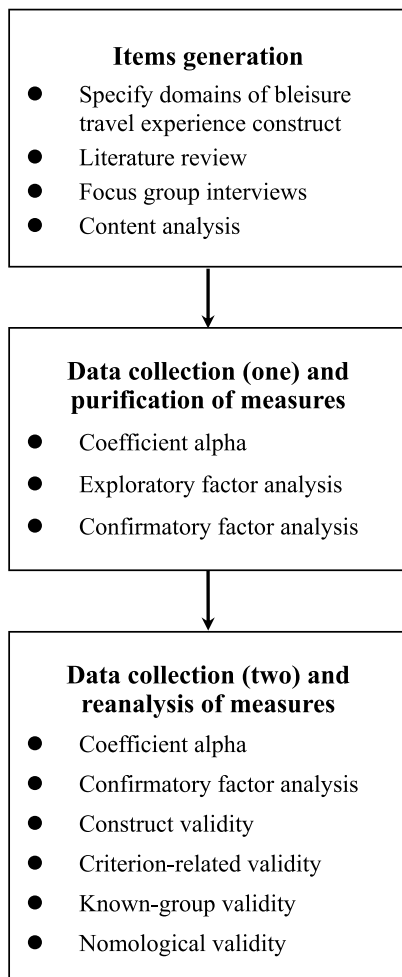 Items generation
● Specify domains of bleisure
travel experience construct
● Literature review
● Focus group interviews
● Content analysis
Data collection (one) and
purification of measures
● Coefficient alpha
● Exploratory factor analysis
● Confirmatory factor analysis
Data collection (two) and
reanalysis of measures
● Coefficient alpha
● Confirmatory factor analysis
● Construct validity
● Criterion-related validity
● Known-group validity
● Nomological validity